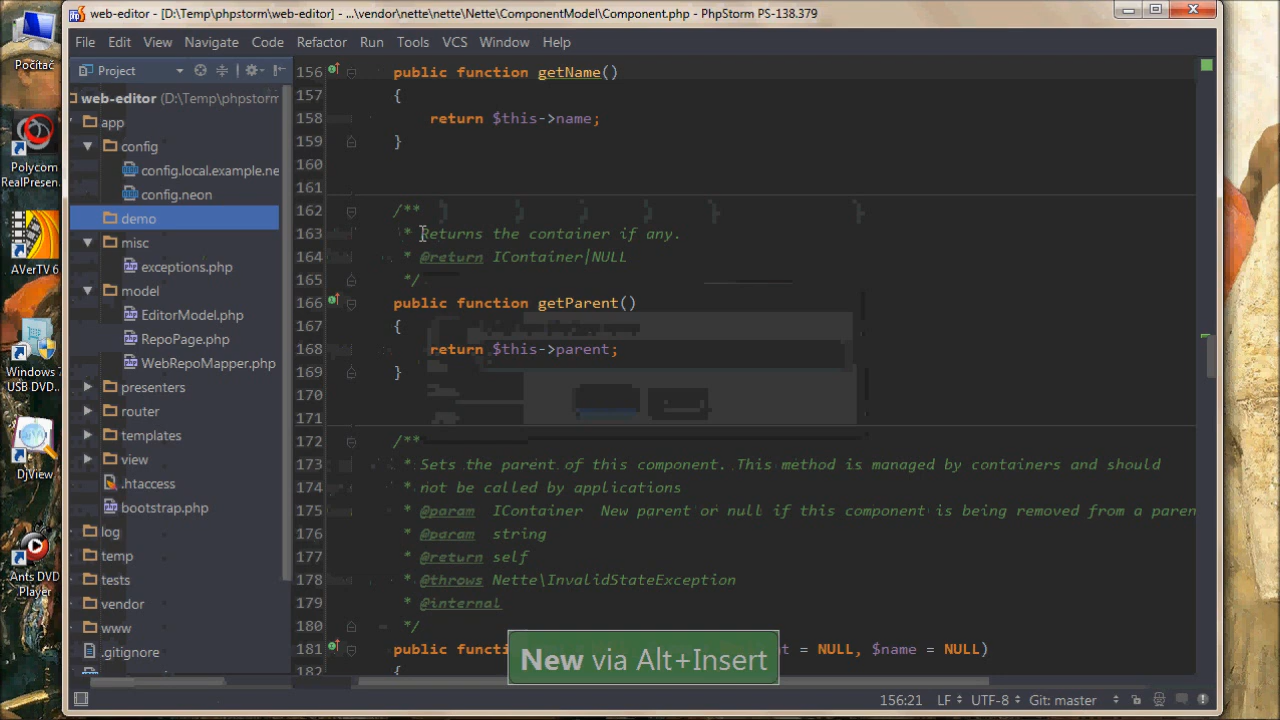 web-editor - [D:\Temp\phpstorm\web-editor] - ...\vendor\nette\nette\Nette\ComponentModel\Component.php - PhpStorm PS-138.379
File Edit View Navigate Code Refactor Run Tools VCS Window Help
Počítač
Polycom
RealPresen...
AVerTV 6
Windows 7
USB DVD...
DjView
Ants DVD
Player
Project
web-editor (D:\Temp\phpstorm
app
config
config.local.example.ne
config.neon
demo
misc
exceptions.php
model
EditorModel.php
RepoPage.php
WebRepoMapper.php
presenters
router
templates
view
.htaccess
bootstrap.php
log
temp
tests
vendor
www
.gitignore
156 public function getName()
157 {
158 return $this->name;
159 }
160
161
162 /**
163 * Returns the container if any.
164 * @return IContainer|NULL
165 */
166 public function getParent()
167 {
168 return $this->parent;
169 }
170
171
172 /**
173 * Sets the parent of this component. This method is managed by containers and should
174 * not be called by applications
175 * @param IContainer New parent or null if this component is being removed from a paren
176 * @param string
177 * @return self
178 * @throws Nette\InvalidStateException
179 * @internal
180 */
181 public functi t = NULL, $name = NULL)
182 {
New via Alt+Insert
156:21 LF UTF-8 Git: master